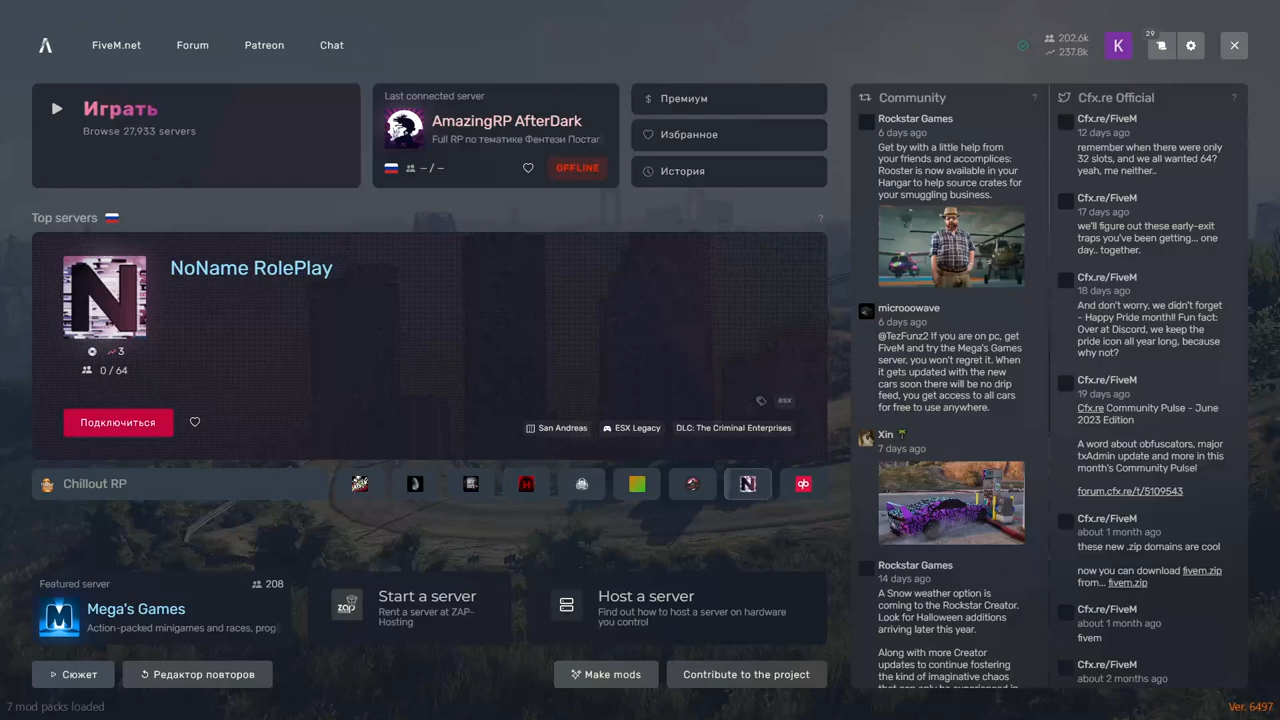 FiveM.net
Forum
Patreon
Chat
202.6k
237.8k
K
29
Играть
Browse 27,933 servers
Last connected server
AmazingRP AfterDark
Full RP по тематике Фентези Постаг
– / –
OFFLINE
Премиум
Избранное
История
Top servers
?
N
NoName RolePlay
3
0 / 64
Подключиться
esx
San Andreas
ESX Legacy
DLC: The Criminal Enterprises
Chillout RP
N
qb
Featured server
208
Mega's Games
Action-packed minigames and races, prog
ZAP
Start a server
Rent a server at ZAP-
Hosting
Host a server
Find out how to host a server on hardware
you control
Сюжет
Редактор повторов
Make mods
Contribute to the project
7 mod packs loaded
Community
?
Rockstar Games
6 days ago
Get by with a little help from
your friends and accomplices:
Rooster is now available in your
Hangar to help source crates for
your smuggling business.
microoowave
6 days ago
@TezFunz2 If you are on pc, get
FiveM and try the Mega's Games
server, you won't regret it. When
it gets updated with the new
cars soon there will be no drip
feed, you get access to all cars
for free to use anywhere.
Xin 🌴
7 days ago
Rockstar Games
14 days ago
A Snow weather option is
coming to the Rockstar Creator.
Look for Halloween additions
arriving later this year.
Along with more Creator
updates to continue fostering
the kind of imaginative chaos
that can only be experienced in
Cfx.re Official
?
Cfx.re/FiveM
12 days ago
remember when there were only
32 slots, and we all wanted 64?
yeah, me neither..
Cfx.re/FiveM
17 days ago
we'll figure out these early-exit
traps you've been getting... one
day.. together.
Cfx.re/FiveM
18 days ago
And don't worry, we didn't forget
- Happy Pride month!! Fun fact:
Over at Discord, we keep the
pride icon all year long, because
why not?
Cfx.re/FiveM
19 days ago
Cfx.re Community Pulse - June
2023 Edition
A word about obfuscators, major
txAdmin update and more in this
month's Community Pulse!
forum.cfx.re/t/5109543
Cfx.re/FiveM
about 1 month ago
these new .zip domains are cool
now you can download fivem.zip
from... fivem.zip
Cfx.re/FiveM
about 1 month ago
fivem
Cfx.re/FiveM
about 2 months ago
Ver. 6497